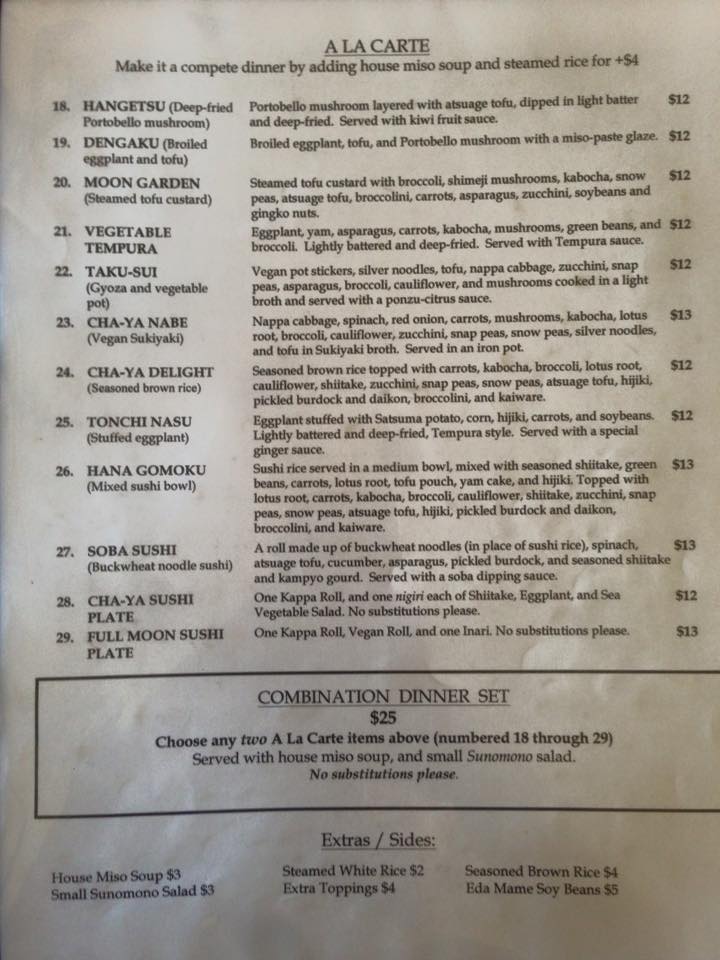 A LA CARTE
Make it a compete dinner by adding house miso soup and steamed rice for +$4
18. HANGETSU (Deep-fried Portobello mushroom layered with atsuage tofu, dipped in light batter $12
Portobello mushroom) and deep-fried. Served with kiwi fruit sauce.
19. DENGAKU (Broiled Broiled eggplant, tofu, and Portobello mushroom with a miso-paste glaze. $12
eggplant and tofu)
20. MOON GARDEN Steamed tofu custard with broccoli, shimeji mushrooms, kabocha, snow $12
(Steamed tofu custard) peas, atsuage tofu, broccolini, carrots, asparagus, zucchini, soybeans and
gingko nuts.
21. VEGETABLE Eggplant, yam, asparagus, carrots, kabocha, mushrooms, green beans, and $12
TEMPURA broccoli. Lightly battered and deep-fried. Served with Tempura sauce.
22. TAKU-SUI Vegan pot stickers, silver noodles, tofu, nappa cabbage, zucchini, snap $12
(Gyoza and vegetable peas, asparagus, broccoli, cauliflower, and mushrooms cooked in a light
pot) broth and served with a ponzu-citrus sauce.
23. CHA-YA NABE Nappa cabbage, spinach, red onion, carrots, mushrooms, kabocha, lotus $13
(Vegan Sukiyaki) root, broccoli, cauliflower, zucchini, snap peas, snow peas, silver noodles,
and tofu in Sukiyaki broth. Served in an iron pot.
24. CHA-YA DELIGHT Seasoned brown rice topped with carrots, kabocha, broccoli, lotus root, $12
(Seasoned brown rice) cauliflower, shiitake, zucchini, snap peas, snow peas, atsuage tofu, hijiki,
pickled burdock and daikon, broccolini, and kaiware.
25. TONCHI NASU Eggplant stuffed with Satsuma potato, corn, hijiki, carrots, and soybeans. $12
(Stuffed eggplant) Lightly battered and deep-fried, Tempura style. Served with a special
ginger sauce.
26. HANA GOMOKU Sushi rice served in a medium bowl, mixed with seasoned shiitake, green $13
(Mixed sushi bowl) beans, carrots, lotus root, tofu pouch, yam cake, and hijiki. Topped with
lotus root, carrots, kabocha, broccoli, cauliflower, shiitake, zucchini, snap
peas, snow peas, atsuage tofu, hijiki, pickled burdock and daikon,
broccolini, and kaiware.
27. SOBA SUSHI A roll made up of buckwheat noodles (in place of sushi rice), spinach, $13
(Buckwheat noodle sushi) atsuage tofu, cucumber, asparagus, pickled burdock, and seasoned shiitake
and kampyo gourd. Served with a soba dipping sauce.
28. CHA-YA SUSHI One Kappa Roll, and one nigiri each of Shiitake, Eggplant, and Sea $12
PLATE Vegetable Salad. No substitutions please.
29. FULL MOON SUSHI One Kappa Roll, Vegan Roll, and one Inari. No substitutions please. $13
PLATE
COMBINATION DINNER SET
$25
Choose any two A La Carte items above (numbered 18 through 29)
Served with house miso soup, and small Sunomono salad.
No substitutions please.
Extras / Sides:
House Miso Soup $3 Steamed White Rice $2 Seasoned Brown Rice $4
Small Sunomono Salad $3 Extra Toppings $4 Eda Mame Soy Beans $5